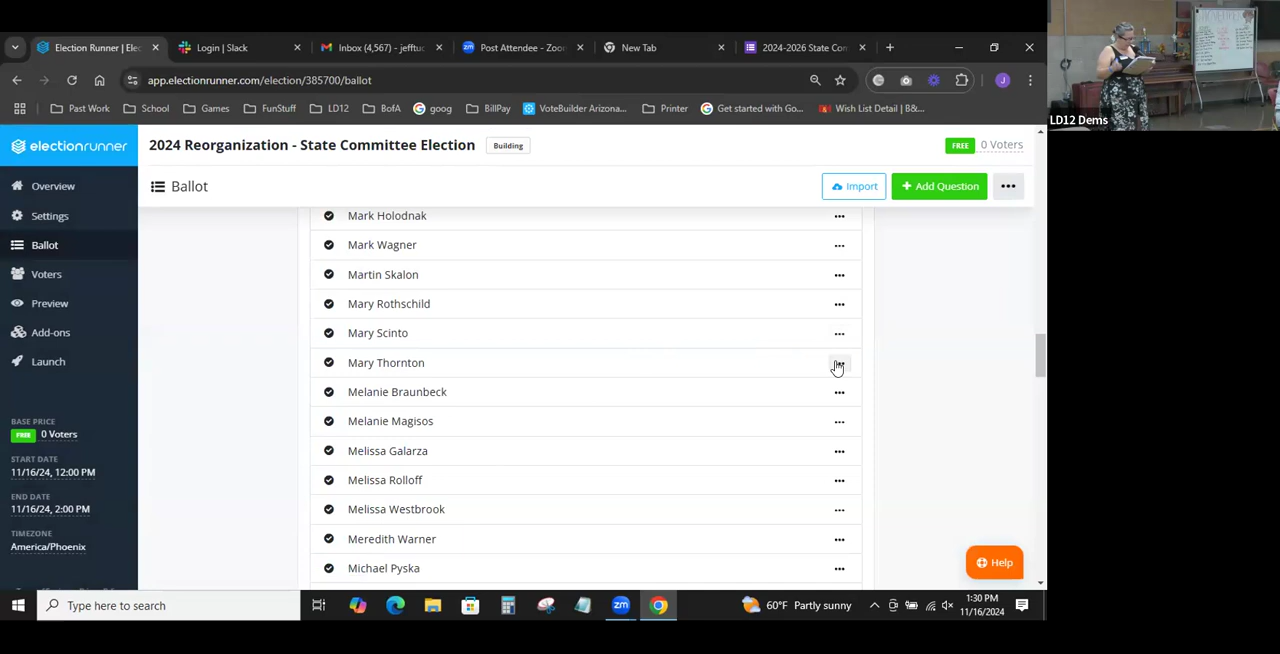 Election Runner | Elec
Login | Slack
Inbox (4,567) - jefftuc
Post Attendee - Zoo
New Tab
2024-2026 State Con
app.electionrunner.com/election/385700/ballot
Past Work
School
Games
FunStuff
LD12
BofA
goog
BillPay
VoteBuilder Arizona...
Printer
Get started with Go...
Wish List Detail | B&...
LD12 Dems
electionrunner
2024 Reorganization - State Committee Election
Building
FREE
0 Voters
Ballot
Import
+ Add Question
Overview
Settings
Ballot
Voters
Preview
Add-ons
Launch
BASE PRICE
FREE 0 Voters
START DATE
11/16/24, 12:00 PM
END DATE
11/16/24, 2:00 PM
TIMEZONE
America/Phoenix
Mark Holodnak
Mark Wagner
Martin Skalon
Mary Rothschild
Mary Scinto
Mary Thornton
Melanie Braunbeck
Melanie Magisos
Melissa Galarza
Melissa Rolloff
Melissa Westbrook
Meredith Warner
Michael Pyska
Help
Type here to search
zm
60°F Partly sunny
1:30 PM
11/16/2024